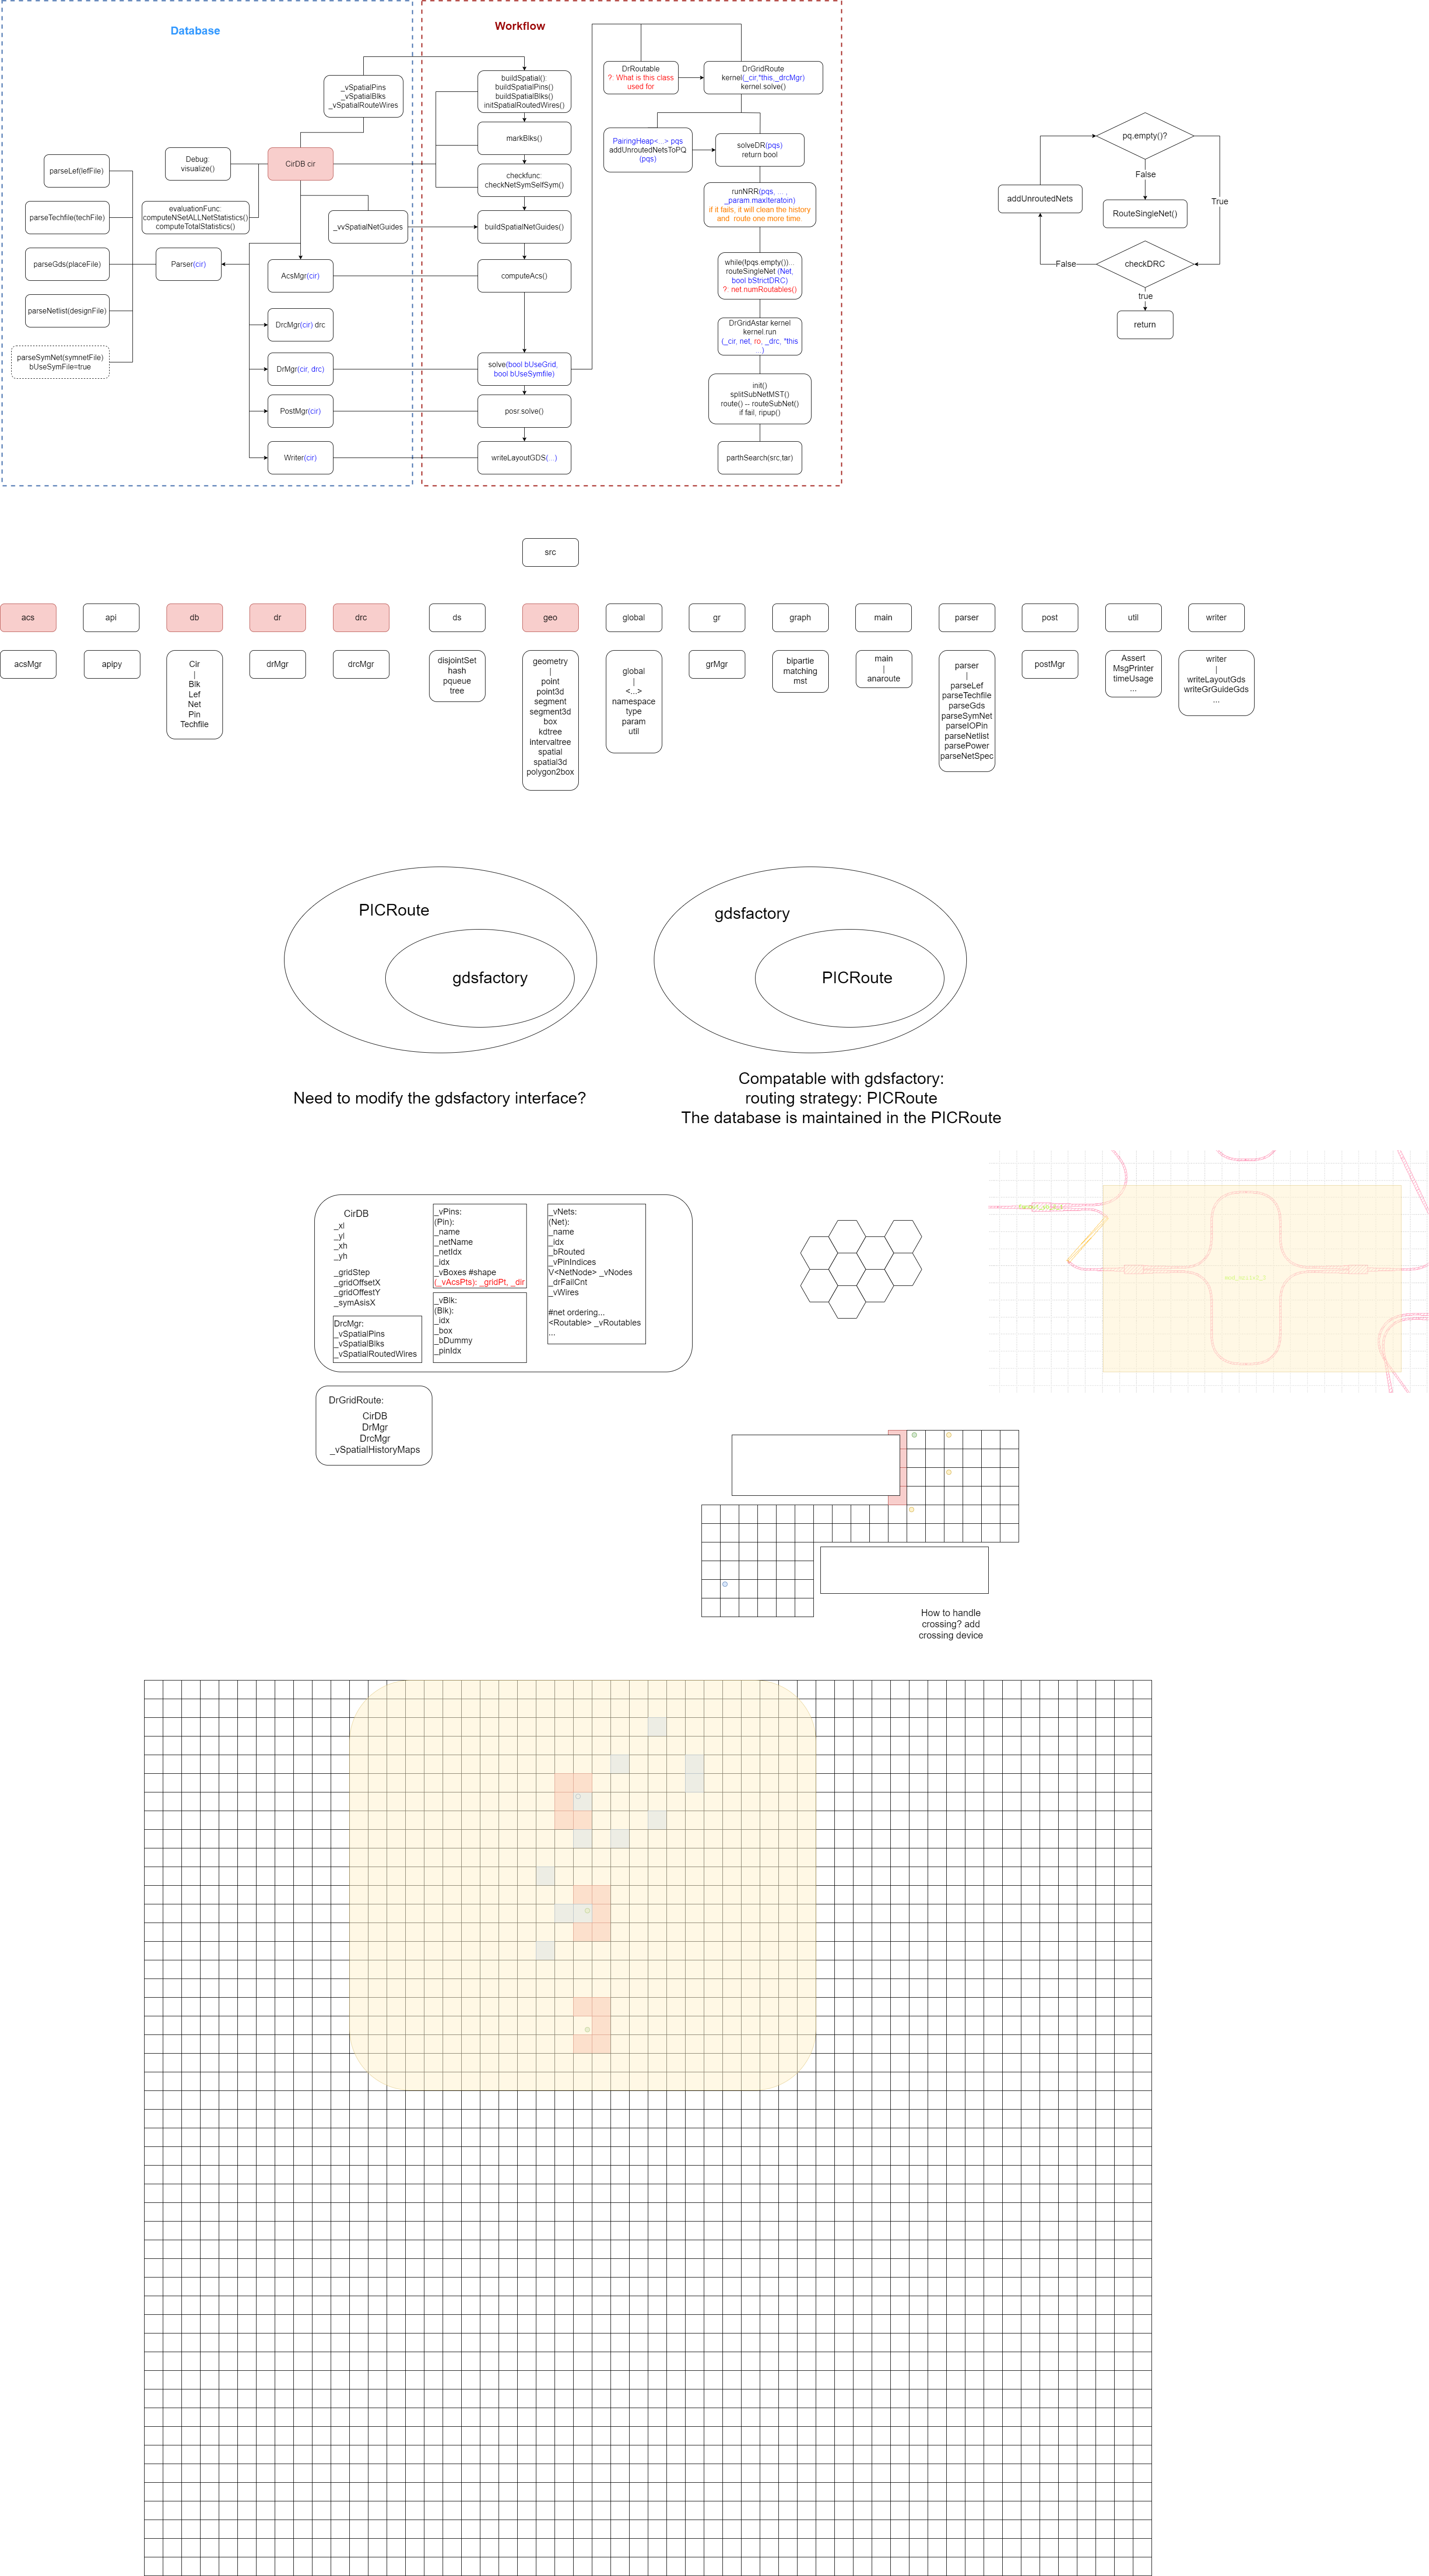 Database
Workflow
_vSpatialPins
_vSpatialBlks
_vSpatialRouteWires
parseLef(lefFile)
parseTechfile(techFile)
parseGds(placeFile)
parseNetlist(designFile)
parseSymNet(symnetFile)
bUseSymFile=true
Debug:
visualize()
evaluationFunc:
computeNSetALLNetStatistics()
computeTotalStatistics()
Parser(cir)
CirDB cir
_vvSpatialNetGuides
AcsMgr(cir)
DrcMgr(cir) drc
DrMgr(cir, drc)
PostMgr(cir)
Writer(cir)
buildSpatial():
buildSpatialPins()
buildSpatialBlks()
initSpatialRoutedWires()
markBlks()
checkfunc:
checkNetSymSelfSym()
buildSpatialNetGuides()
computeAcs()
solve(bool bUseGrid,
bool bUseSymfile)
posr.solve()
writeLayoutGDS(...)
DrRoutable
?: What is this class
used for
DrGridRoute
kernel(_cir,*this,_drcMgr)
kernel.solve()
PairingHeap<...> pqs
addUnroutedNetsToPQ
(pqs)
solveDR(pqs)
return bool
runNRR(pqs, ... ,
_param.maxIteratoin)
if it fails, it will clean the history
and route one more time
while(!pqs.empty())...
routeSingleNet (Net,
bool bStrictDRC)
?: net numRoutables()
DrGridAstar kernel
kernel.run
(_cir, net, ro, _drc, *this
...)
init()
splitSubNetMST()
route() -- routeSubNet()
if fail, ripup()
parthSearch(src,tar)
pq.empty()?
False
True
addUnroutedNets
RouteSingleNet()
False
checkDRC
true
return
src
acs
api
db
dr
drc
ds
geo
global
gr
graph
main
parser
post
util
writer
acsMgr
apipy
Cir
|
Blk
Lef
Net
Pin
Techfile
drMgr
drcMgr
disjointSet
hash
pqueue
tree
geometry
|
point
point3d
segment
segment3d
box
kdtree
intervaltree
spatial
spatial3d
polygon2box
global
|
<...>
namespace
type
param
util
grMgr
bipartie
matching
mst
main
|
anaroute
parser
|
parseLef
parseTechfile
parseGds
parseSymNet
parseIOPin
parseNetlist
parsePower
parseNetSpec
postMgr
Assert
MsgPrinter
timeUsage
...
writer
|
writeLayoutGds
writeGrGuideGds
...
PICRoute
gdsfactory
gdsfactory
PICRoute
Need to modify the gdsfactory interface?
Compatable with gdsfactory:
routing strategy: PICRoute
The database is maintained in the PICRoute
CirDB
_xl
_yl
_xh
_yh
_gridStep
_gridOffsetX
_gridOffestY
_symAsisX
DrcMgr:
_vSpatialPins
_vSpatialBlks
_vSpatialRoutedWires
_vPins:
(Pin):
_name
_netName
_netIdx
_idx
_vBoxes #shape
(_vAcsPts): _gridPt, _dir
_vBlk:
(Blk):
_idx
_box
_bDummy
_pinIdx
_vNets:
(Net):
_name
_idx
_bRouted
_vPinIndices
V<NetNode> _vNodes
_drFailCnt
_vWires
#net ordering...
<Routable> _vRoutables
...
DrGridRoute:
CirDB
DrMgr
DrcMgr
_vSpatialHistoryMaps
How to handle
crossing? add
crossing device